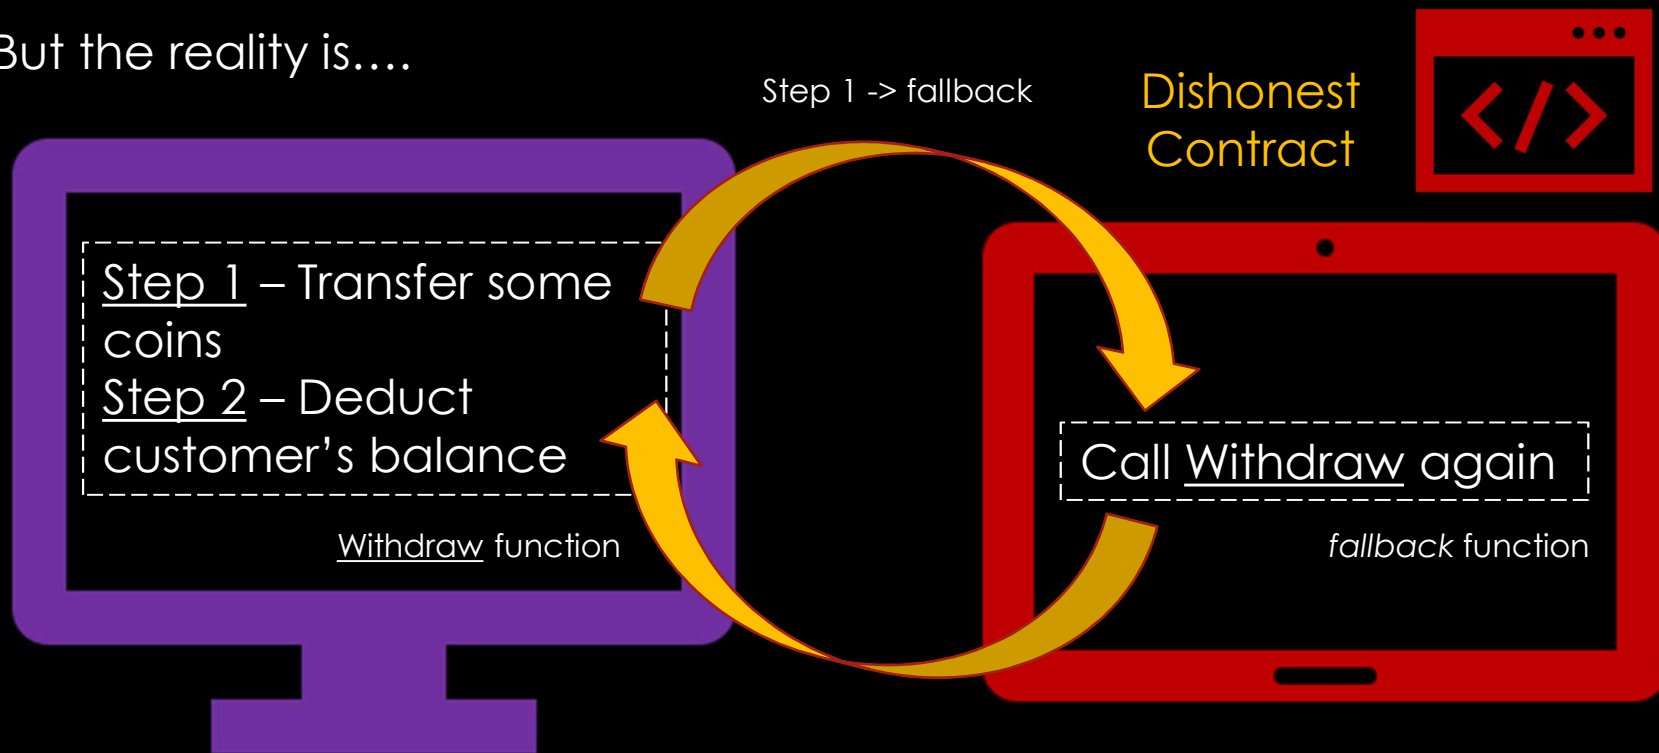 But the reality is....
Step 1 -> fallback
Dishonest
Contract
</>
Step 1 – Transfer some
coins
Step 2 – Deduct
customer’s balance
Withdraw function
Call Withdraw again
fallback function